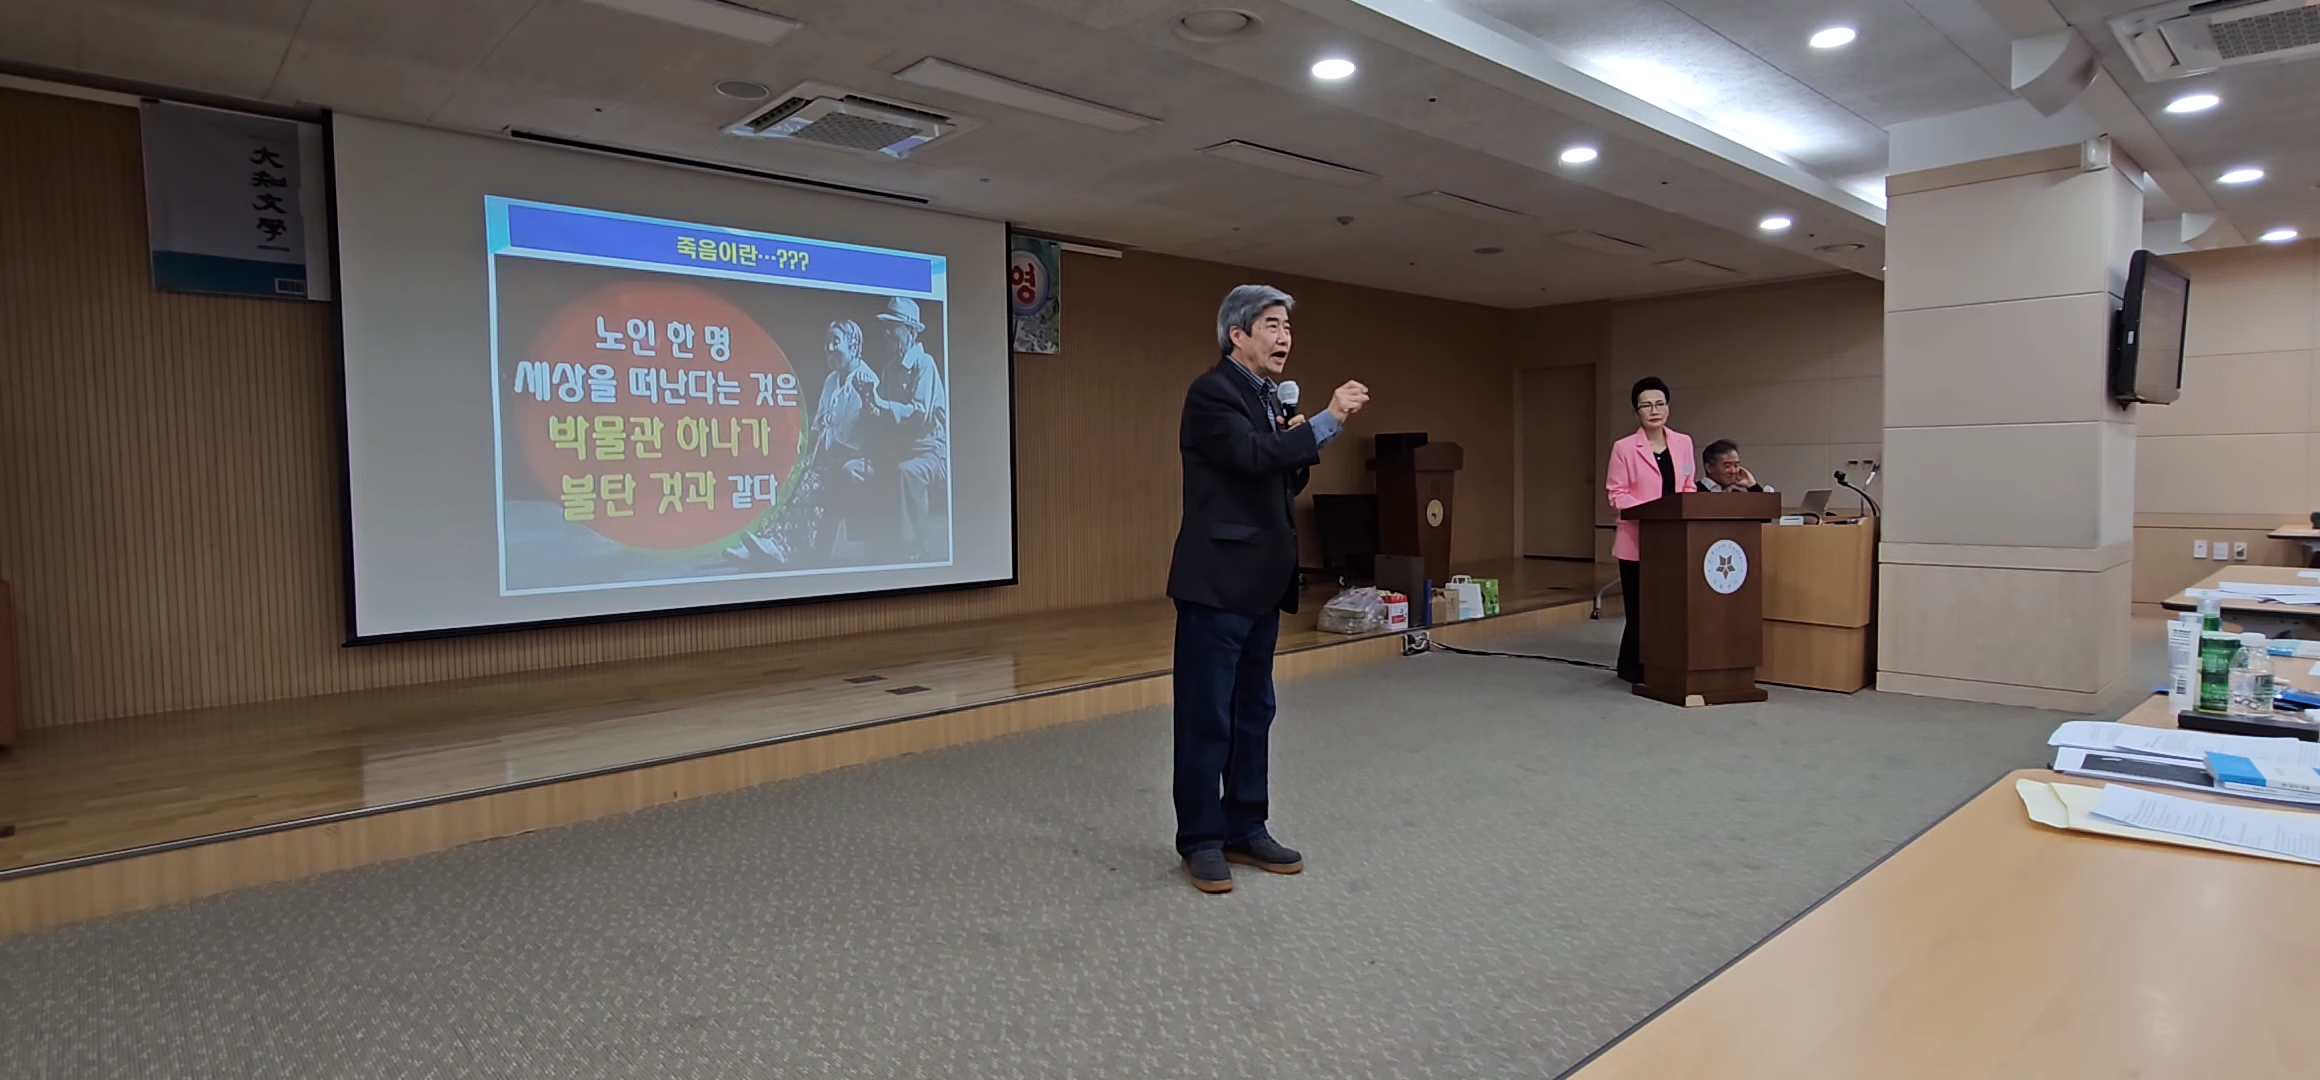 大知文學
죽음이란…???
노인 한 명
세상을 떠난다는 것은
박물관 하나가
불탄 것과 같다
영